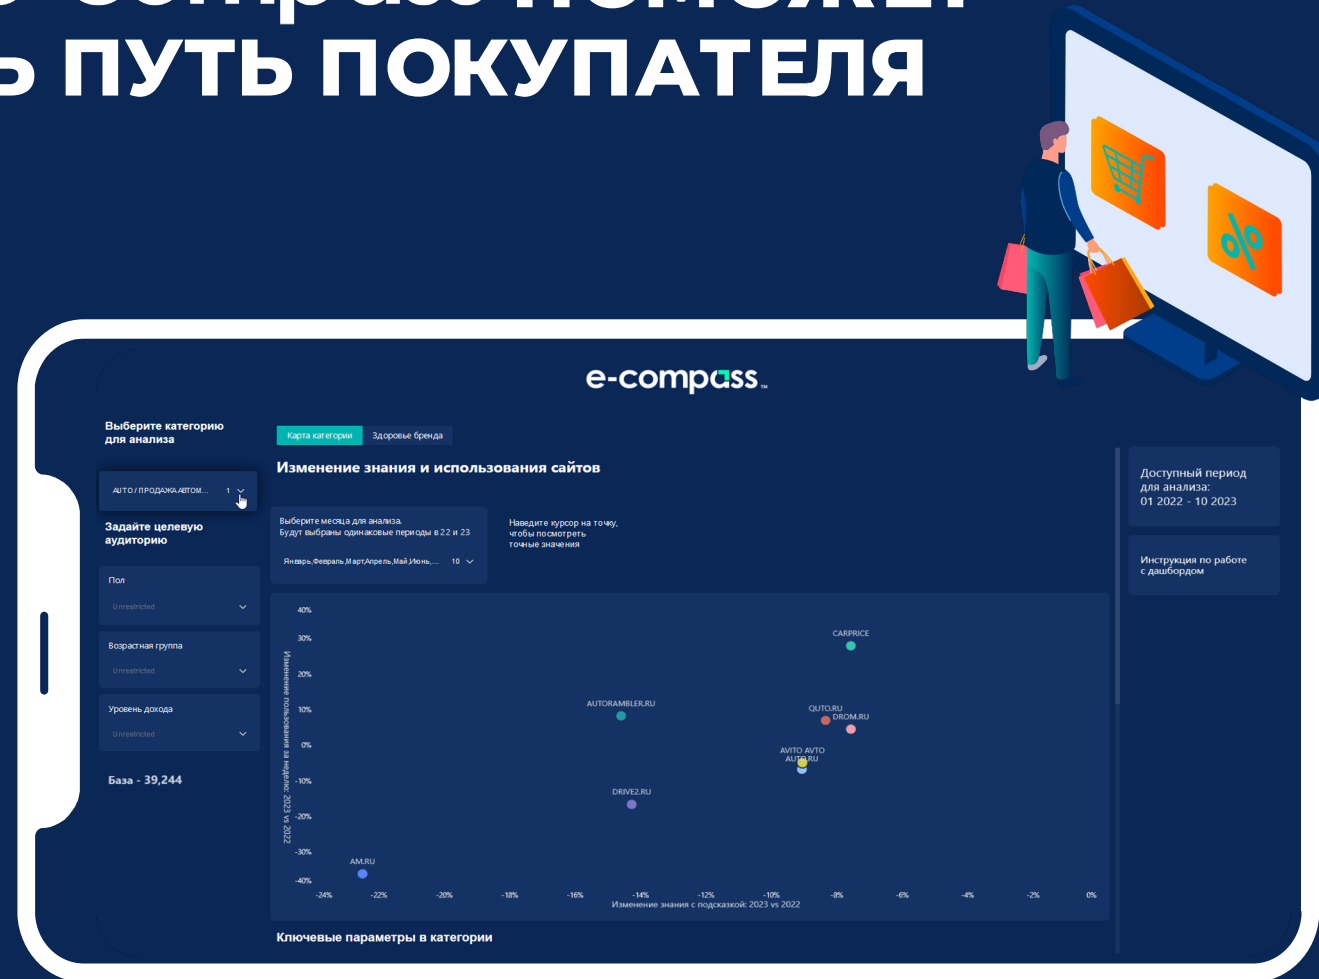 ПОМОЖЕТ
ПУТЬ ПОКУПАТЕЛЯ
%
e-compass™
Выберите категорию
для анализа
AUTO / ПРОДАЖА АВТОМ... 1
Задайте целевую
аудиторию
Пол
Unrestricted
Возрастная группа
Unrestricted
Уровень дохода
Unrestricted
База - 39,244
Карта категории Здоровье бренда
Изменение знания и использования сайтов
Выберите месяца для анализа.
Будут выбраны одинаковые периоды в 22 и 23
Январь,Февраль,Март,Апрель,Май,Июнь,... 10
Наведите курсор на точку,
чтобы посмотреть
точные значения
Изменение пользования за неделю: 2023 vs 2022
40%
30%
20%
10%
0%
-10%
-20%
-30%
-40%
CARPRICE
AUTORAMBLER.RU
QUTO.RU
DROM.RU
AVITO АVТО
AUTO.RU
DRIVE2.RU
AM.RU
-24% -22% -20% -18% -16% -14% -12% -10% -8% -6% -4% -2% 0%
Изменение знания с подсказкой: 2023 vs 2022
Ключевые параметры в категории
Доступный период
для анализа:
01 2022 - 10 2023
Инструкция по работе
с дашбордом